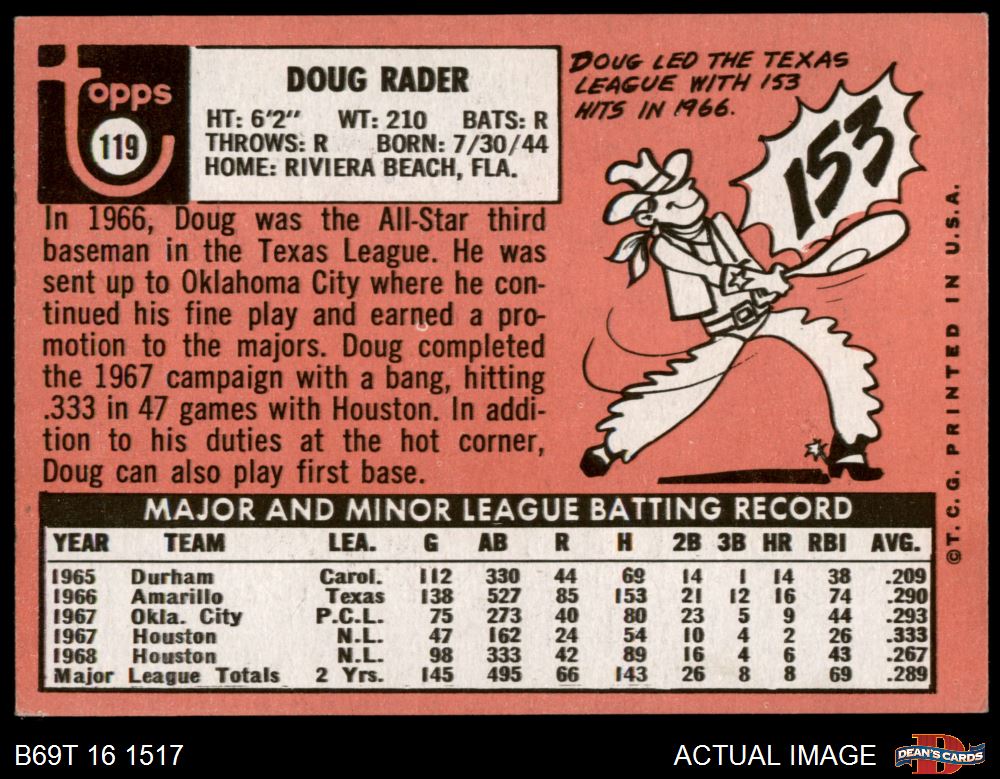 Topps
119
DOUG RADER
HT: 6'2" WT: 210 BATS: R
THROWS: R BORN: 7/30/44
HOME: RIVIERA BEACH, FLA.
In 1966, Doug was the All-Star third
baseman in the Texas League. He was
sent up to Oklahoma City where he con-
tinued his fine play and earned a pro-
motion to the majors. Doug completed
the 1967 campaign with a bang, hitting
.333 in 47 games with Houston. In addi-
tion to his duties at the hot corner,
Doug can also play first base.
DOUG LED THE TEXAS
LEAGUE WITH 153
HITS IN 1966.
153
MAJOR AND MINOR LEAGUE BATTING RECORD
YEAR TEAM LEA. G AB R H 2B 3B HR RBI AVG.
1965 Durham Carol. 112 330 44 69 14 1 14 38 .209
1966 Amarillo Texas 138 527 85 153 21 12 16 74 .290
1967 Okla. City P.C.L. 75 273 40 80 23 5 9 44 .293
1967 Houston N.L. 47 162 24 54 10 4 2 26 .333
1968 Houston N.L. 98 333 42 89 16 4 6 43 .267
Major League Totals 2 Yrs. 145 495 66 143 26 8 8 69 .289
©T.C.G. PRINTED IN U.S.A.
B69T 16 1517
ACTUAL IMAGE
DEAN'S CARDS